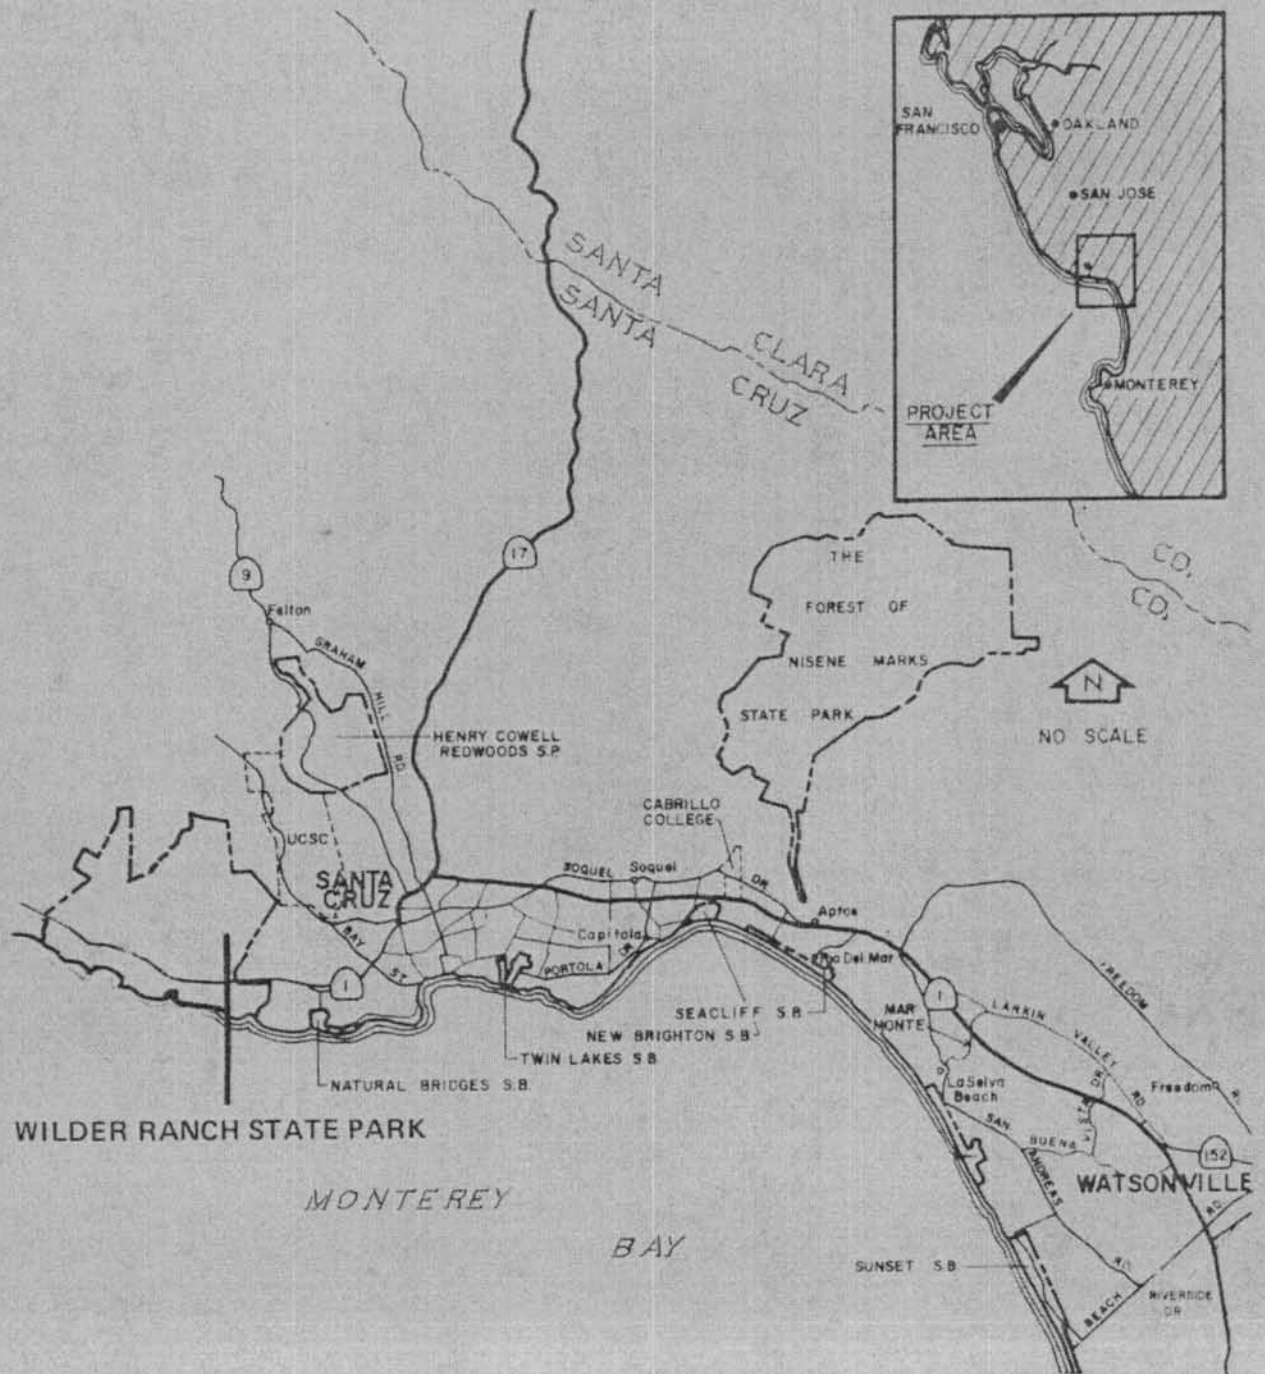 SAN
FRANCISCO
OAKLAND
SAN JOSE
MONTEREY
PROJECT
AREA
SANTA CLARA CO.
SANTA CRUZ CO.
17
9
Felton
GRAHAM HILL RD.
HENRY COWELL
REDWOODS S.P.
THE
FOREST OF
NISENE MARKS
STATE PARK
N
NO SCALE
CABRILLO
COLLEGE
UCSC
SANTA
CRUZ
BAY ST.
SOQUEL DR
Soquel
Capitola
PORTOLA
Aptos
Rio Del Mar
1
1
SEACLIFF S.B.
NEW BRIGHTON S.B.
TWIN LAKES S.B.
NATURAL BRIDGES S.B.
MAR
MONTE
LARKIN VALLEY RD
FREEDOM
Freedom
La Selva
Beach
SAN ANDREAS RD.
BUENA VISTA DR
152
WATSONVILLE
WILDER RANCH STATE PARK
MONTEREY
BAY
SUNSET S.B.
BEACH RD.
RIVERSIDE
DR.